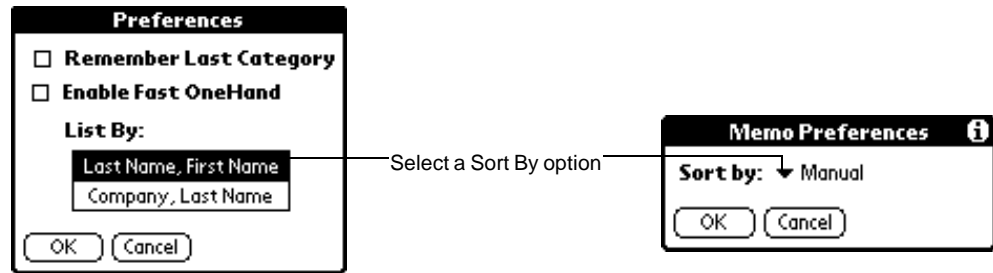 Preferences
Remember Last Category
Enable Fast OneHand
List By:
Last Name, First Name
Company, Last Name
OK Cancel
Select a Sort By option
Memo Preferences i
Sort by: Manual
OK Cancel